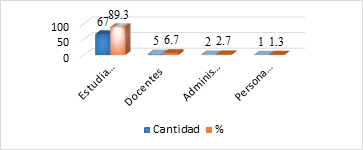 100
50
0
67 89.3
5 6.7
2 2.7
1 1.3
Estudia...
Docentes
Adminis...
Persona...
Cantidad %